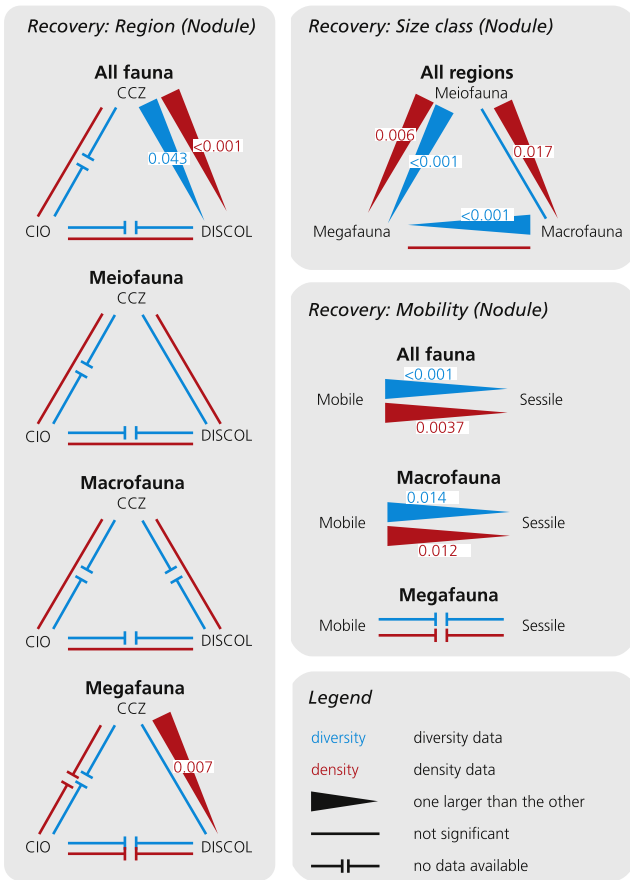 Recovery: Region (Nodule)
All fauna
CCZ
0.043
<0.001
CIO
DISCOL
Meiofauna
CCZ
CIO
DISCOL
Macrofauna
CCZ
CIO
DISCOL
Megafauna
CCZ
0.007
CIO
DISCOL
Recovery: Size class (Nodule)
All regions
Meiofauna
0.006
<0.001
0.017
<0.001
Megafauna
Macrofauna
Recovery: Mobility (Nodule)
All fauna
<0.001
Mobile
Sessile
0.0037
Macrofauna
0.014
Mobile
Sessile
0.012
Megafauna
Mobile
Sessile
Legend
diversity diversity data
density density data
one larger than the other
not significant
no data available